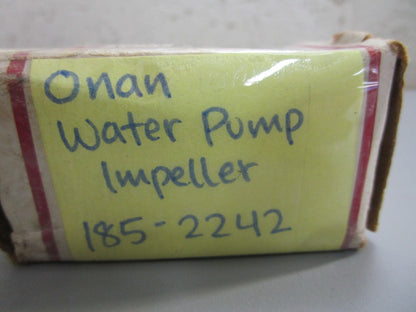 Onan
Water Pump
Impeller
185-2242